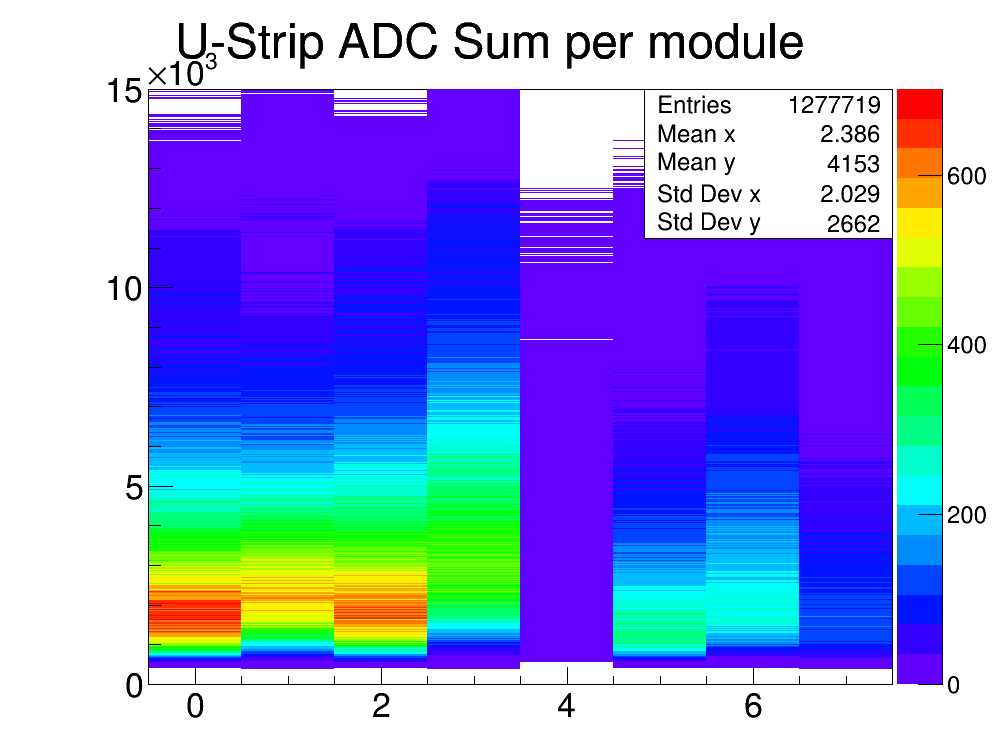 U-Strip ADC Sum per module
×10³
15
10
5
0
0 2 4 6
Entries 1277719
Mean x 2.386
Mean y 4153
Std Dev x 2.029
Std Dev y 2662
600
400
200
0